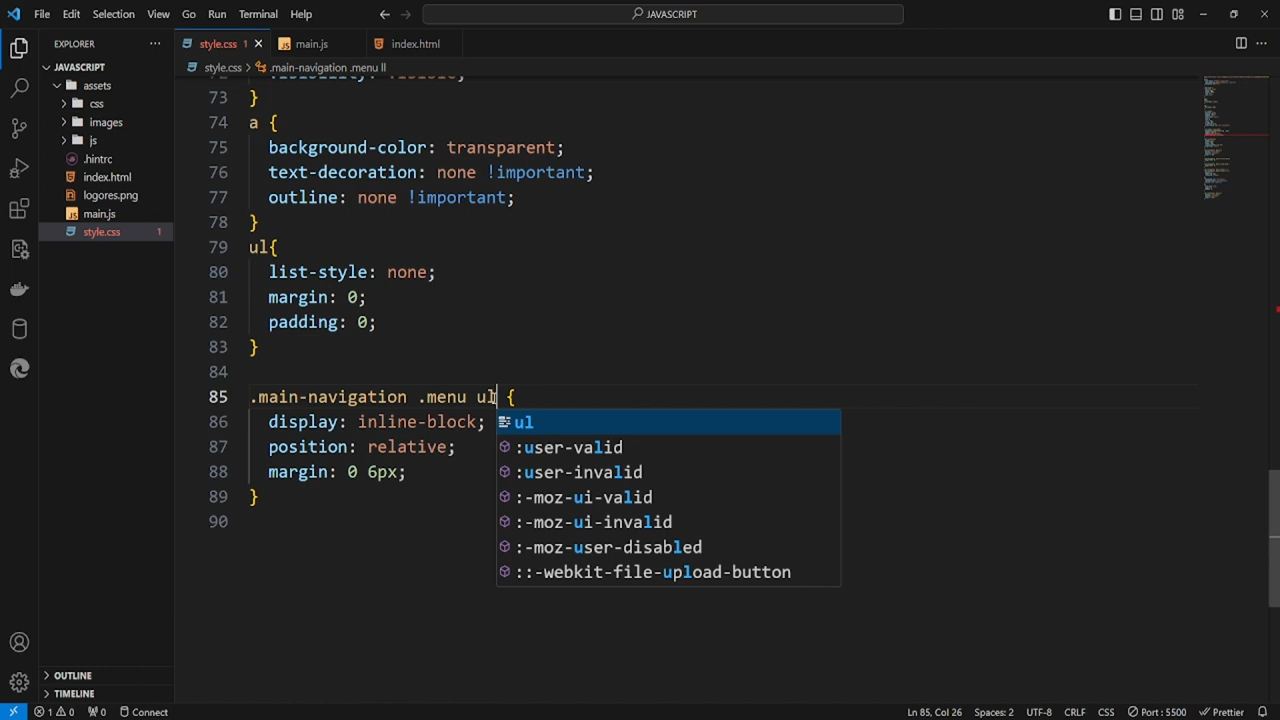 File Edit Selection View Go Run Terminal Help
JAVASCRIPT
EXPLORER
style.css 1
main.js
index.html
style.css > .main-navigation .menu ll
JAVASCRIPT
assets
css
images
js
.hintrc
index.html
logores.png
main.js
style.css 1
OUTLINE
TIMELINE
73 }
74 a {
75 background-color: transparent;
76 text-decoration: none !important;
77 outline: none !important;
78 }
79 ul{
80 list-style: none;
81 margin: 0;
82 padding: 0;
83 }
84
85 .main-navigation .menu ul {
86 display: inline-block;
87 position: relative;
88 margin: 0 6px;
89 }
90
ul
:user-valid
:user-invalid
:-moz-ui-valid
:-moz-ui-invalid
:-moz-user-disabled
::-webkit-file-upload-button
1 0 0 Connect
Ln 85, Col 26 Spaces: 2 UTF-8 CRLF CSS Port : 5500 Prettier